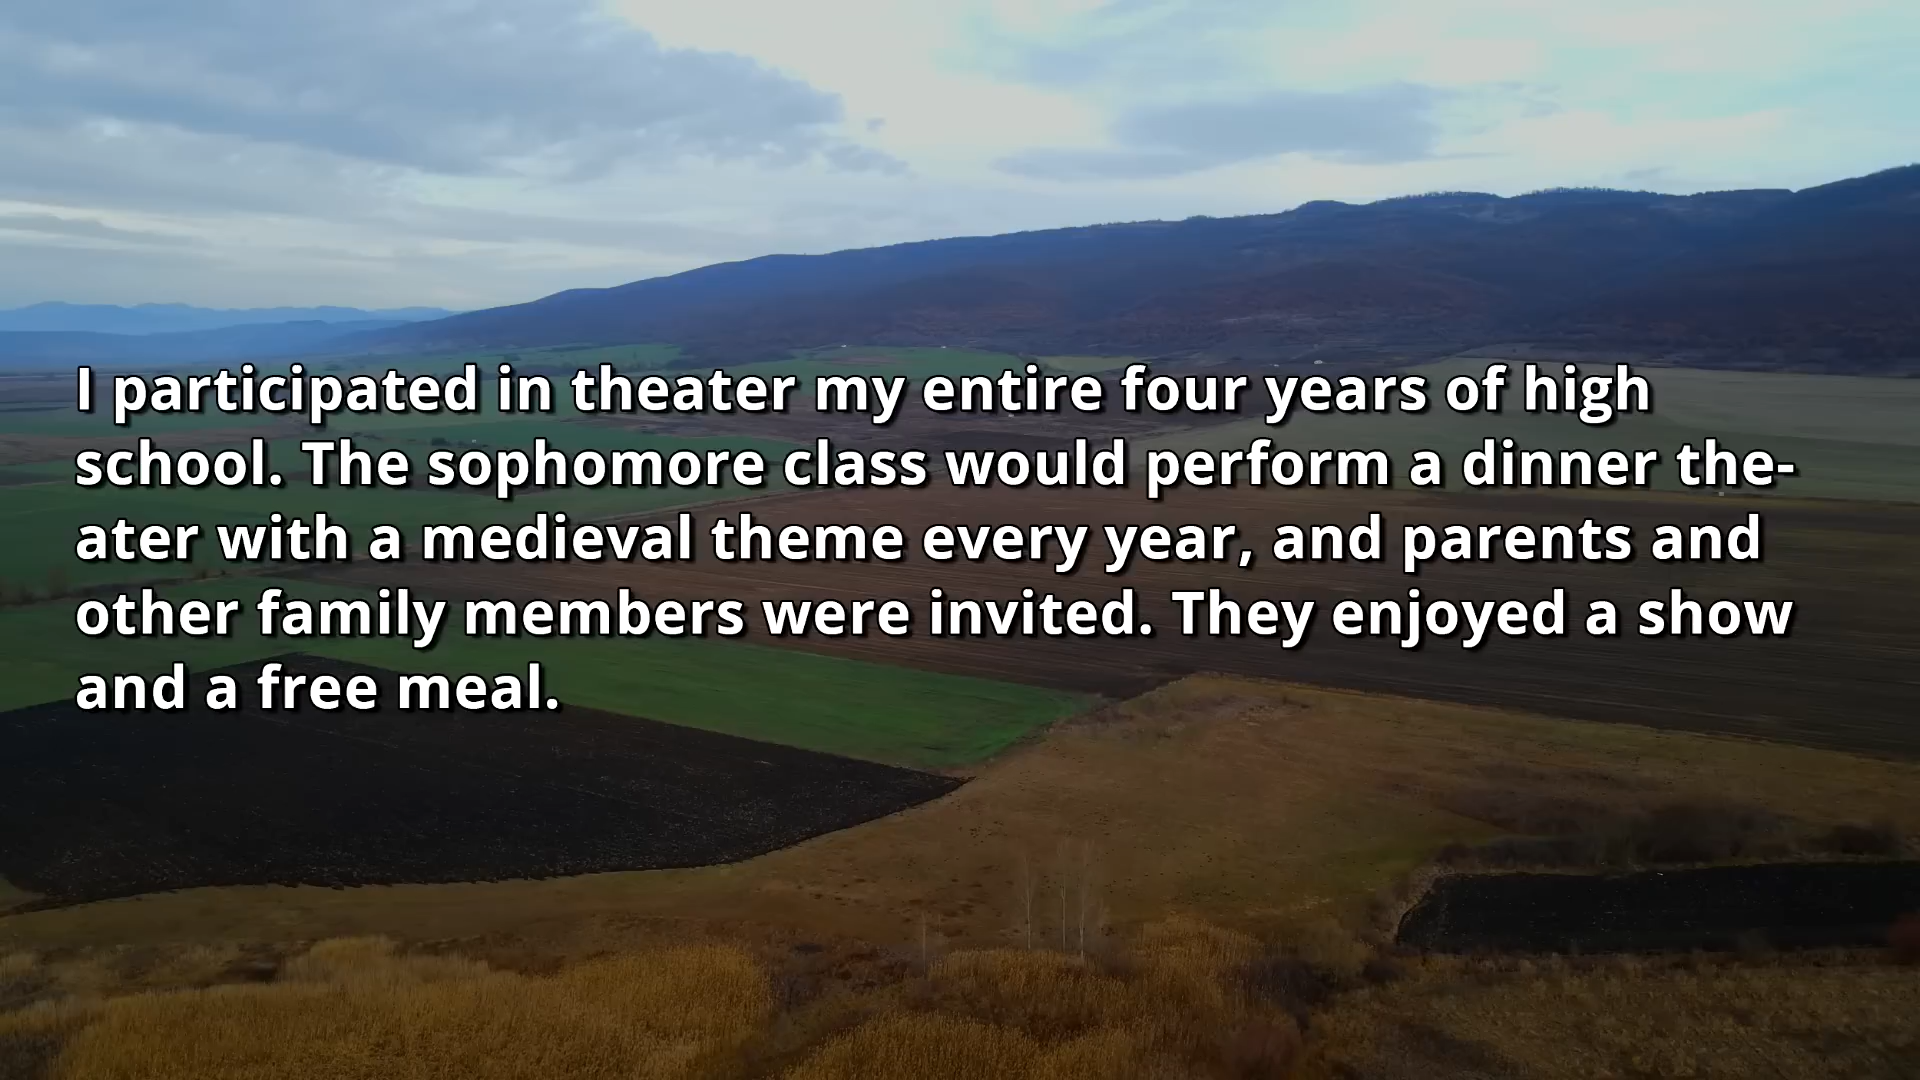 I participated in theater my entire four years of high
school. The sophomore class would perform a dinner the-
ater with a medieval theme every year, and parents and
other family members were invited. They enjoyed a show
and a free meal.